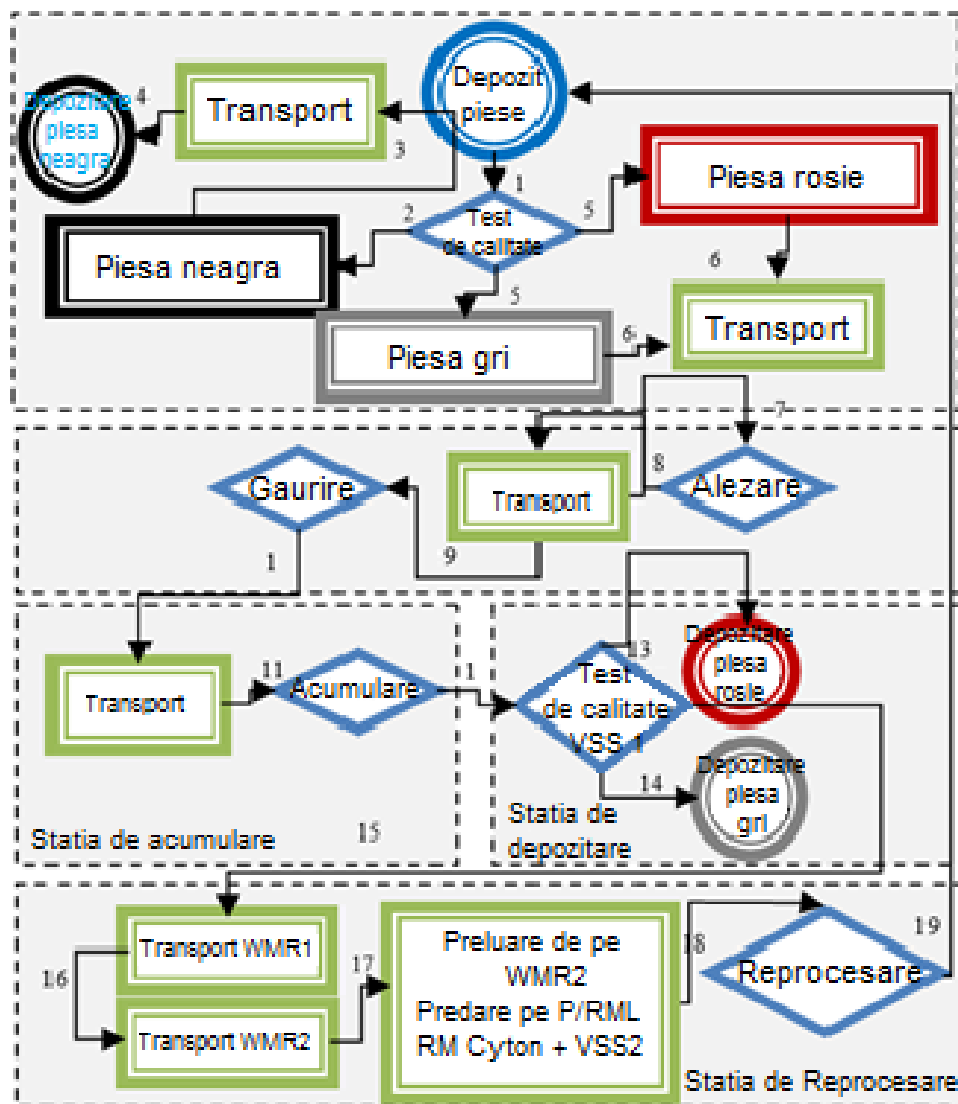 Depozit
piese
Depozitare
piesa
neagra
4
Transport
3
1
2
Test
de calitate
5
Piesa rosie
Piesa neagra
5
6
Piesa gri
6
Transport
7
Gaurire
Transport
8
Alezare
9
1
Transport
11
Acumulare
1
Test
de calitate
VSS 1
13
Depozitare
piesa
rosie
14
Depozitare
piesa
gri
Statia de acumulare
15
Statia de
depozitare
Transport WMR1
16
Transport WMR2
17
Preluare de pe
WMR2
Predare pe P/RML
RM Cyton + VSS2
18
Reprocesare
19
Statia de Reprocesare